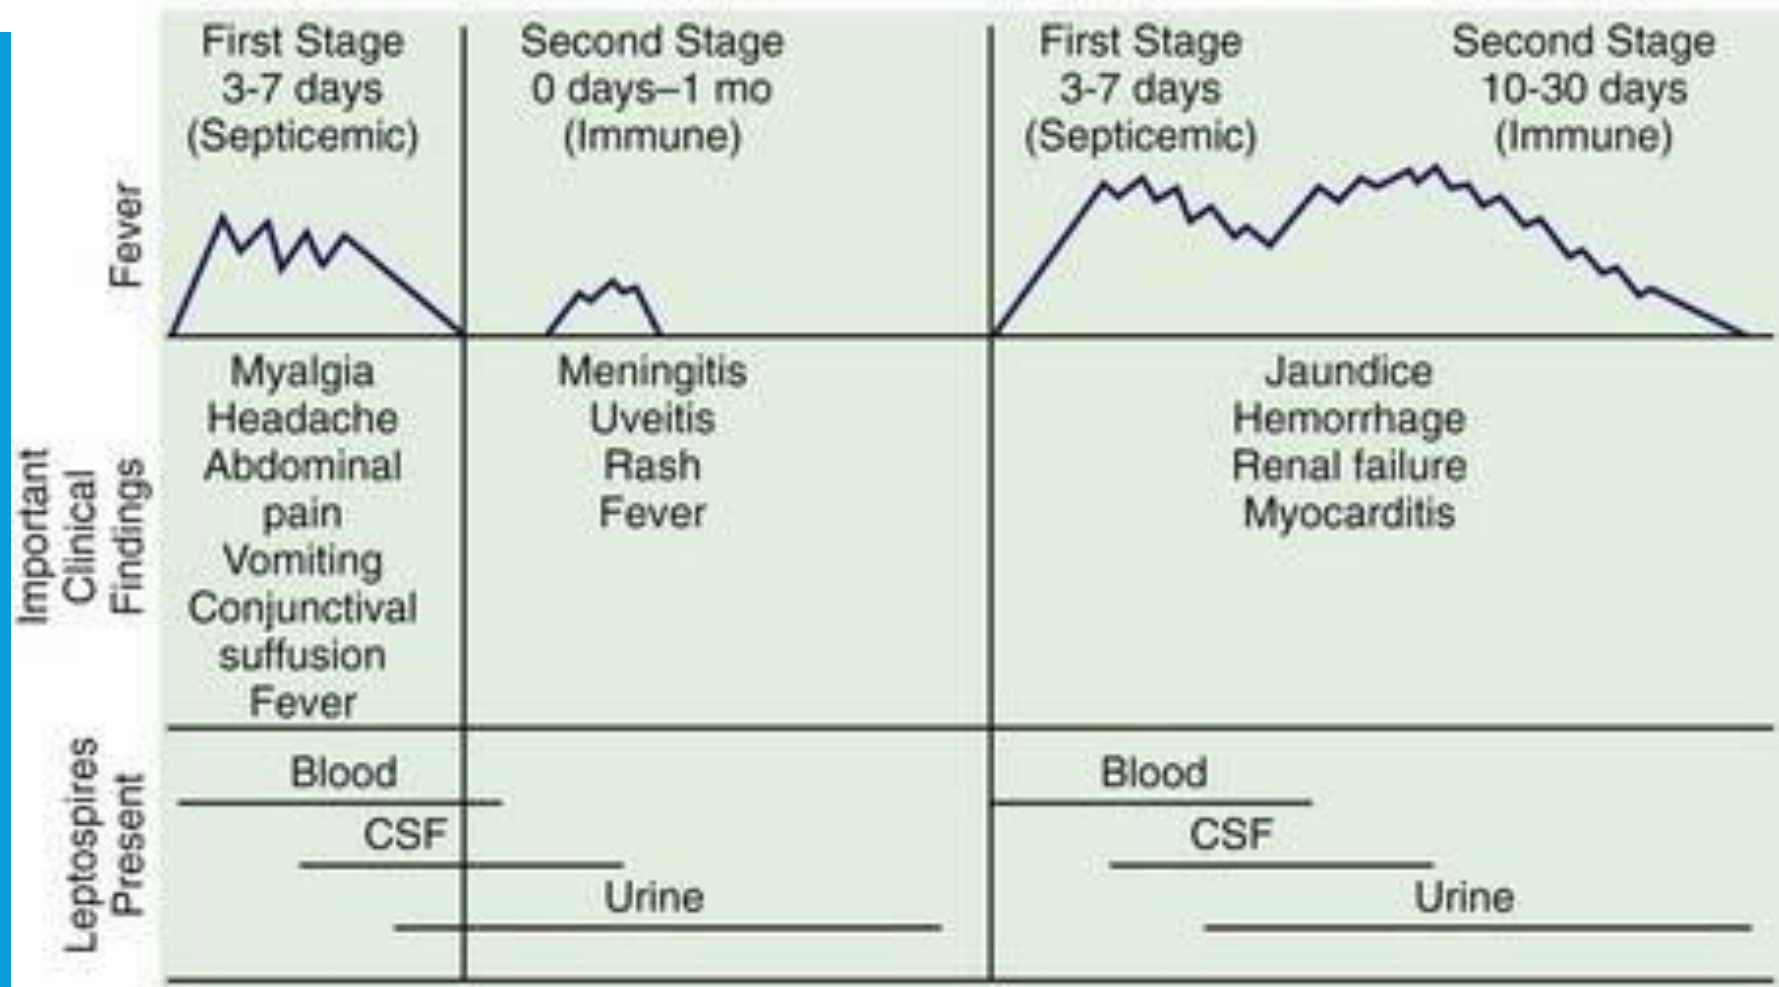 First Stage
3-7 days
(Septicemic)
Second Stage
0 days–1 mo
(Immune)
First Stage
3-7 days
(Septicemic)
Second Stage
10-30 days
(Immune)
Fever
Important
Clinical
Findings
Myalgia
Headache
Abdominal
pain
Vomiting
Conjunctival
suffusion
Fever
Meningitis
Uveitis
Rash
Fever
Jaundice
Hemorrhage
Renal failure
Myocarditis
Leptospires
Present
Blood
CSF
Urine
Blood
CSF
Urine